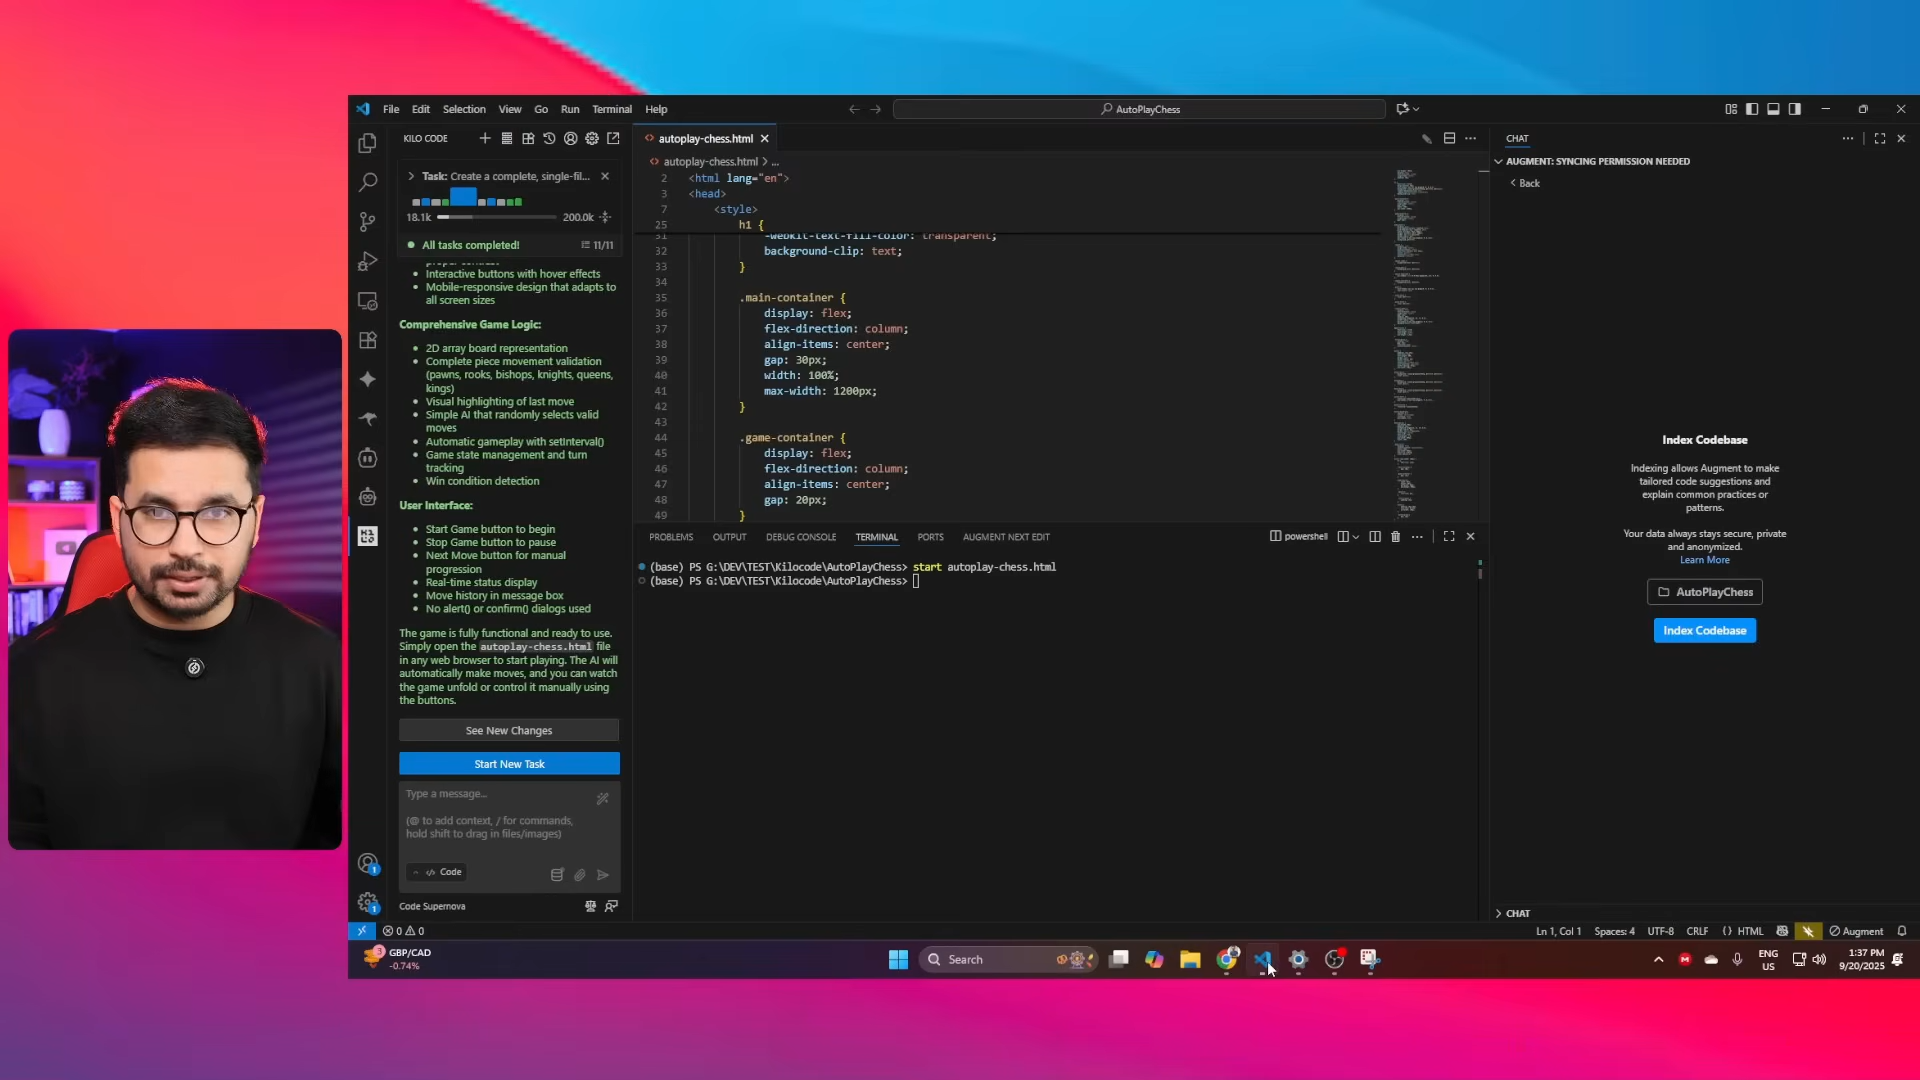 File Edit Selection View Go Run Terminal Help
AutoPlayChess
KILO CODE
Task: Create a complete, single-fil...
18.1k 200.0k
All tasks completed! 11/11
Interactive buttons with hover effects
Mobile-responsive design that adapts to
all screen sizes
Comprehensive Game Logic:
2D array board representation
Complete piece movement validation
(pawns, rooks, bishops, knights, queens,
kings)
Visual highlighting of last move
Simple AI that randomly selects valid
moves
Automatic gameplay with setInterval()
Game state management and turn
tracking
Win condition detection
User Interface:
Start Game button to begin
Stop Game button to pause
Next Move button for manual
progression
Real-time status display
Move history in message box
No alert() or confirm() dialogs used
The game is fully functional and ready to use.
Simply open the autoplay-chess.html file
in any web browser to start playing. The AI will
automatically make moves, and you can watch
the game unfold or control it manually using
the buttons.
See New Changes
Start New Task
Type a message...
(@ to add context, / for commands,
hold shift to drag in files/images)
Code
Code Supernova
autoplay-chess.html
autoplay-chess.html > ...
2 <html lang="en">
3 <head>
7 <style>
25 h1 {
31 -webkit-text-fill-color: transparent;
32 background-clip: text;
33 }
34
35 .main-container {
36 display: flex;
37 flex-direction: column;
38 align-items: center;
39 gap: 30px;
40 width: 100%;
41 max-width: 1200px;
42 }
43
44 .game-container {
45 display: flex;
46 flex-direction: column;
47 align-items: center;
48 gap: 20px;
49 }
PROBLEMS OUTPUT DEBUG CONSOLE TERMINAL PORTS AUGMENT NEXT EDIT
powershell
(base) PS G:\DEV\TEST\Kilocode\AutoPlayChess> start autoplay-chess.html
(base) PS G:\DEV\TEST\Kilocode\AutoPlayChess>
CHAT
AUGMENT: SYNCING PERMISSION NEEDED
< Back
Index Codebase
Indexing allows Augment to make
tailored code suggestions and
explain common practices or
patterns.
Your data always stays secure, private
and anonymized.
Learn More
AutoPlayChess
Index Codebase
CHAT
0 0
Ln 1, Col 1 Spaces: 4 UTF-8 CRLF {} HTML Augment
GBP/CAD
-0.74%
Search
ENG
US
1:37 PM
9/20/2025